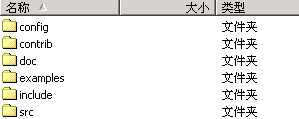 名称 大小 类型
config 文件夹
contrib 文件夹
doc 文件夹
examples 文件夹
include 文件夹
src 文件夹